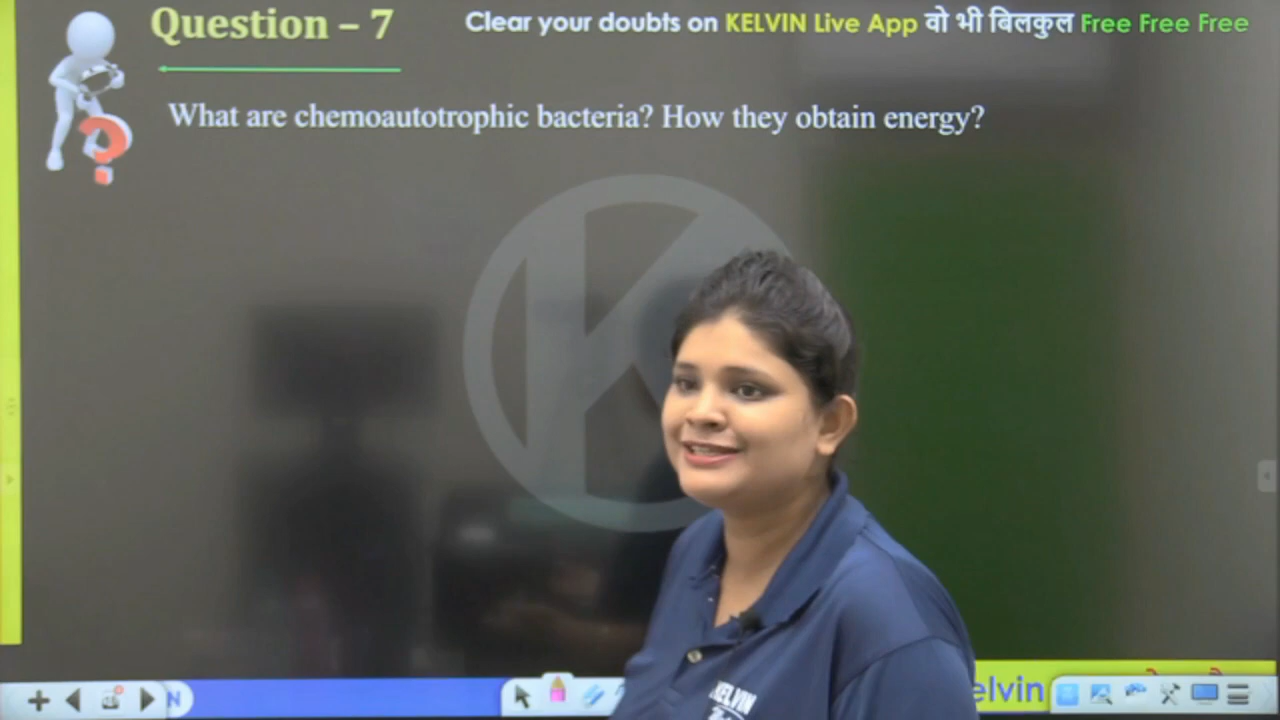 Question – 7
Clear your doubts on KELVIN Live App वो भी बिलकुल Free Free Free
What are chemoautotrophic bacteria? How they obtain energy?
KELVIN
N
elvin